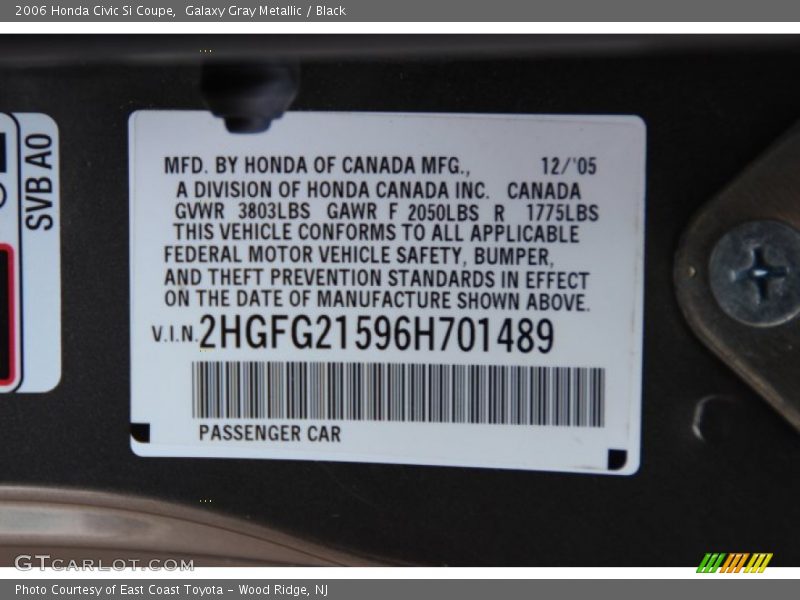 2006 Honda Civic Si Coupe,  Galaxy Gray Metallic / Black
SVB A0
MFD. BY HONDA OF CANADA MFG., 12/'05
A DIVISION OF HONDA CANADA INC. CANADA
GVWR 3803LBS GAWR F 2050LBS R 1775LBS
THIS VEHICLE CONFORMS TO ALL APPLICABLE
FEDERAL MOTOR VEHICLE SAFETY, BUMPER,
AND THEFT PREVENTION STANDARDS IN EFFECT
ON THE DATE OF MANUFACTURE SHOWN ABOVE.
V.I.N. 2HGFG21596H701489
PASSENGER CAR
GTCARLOT.COM
Photo Courtesy of East Coast Toyota – Wood Ridge, NJ